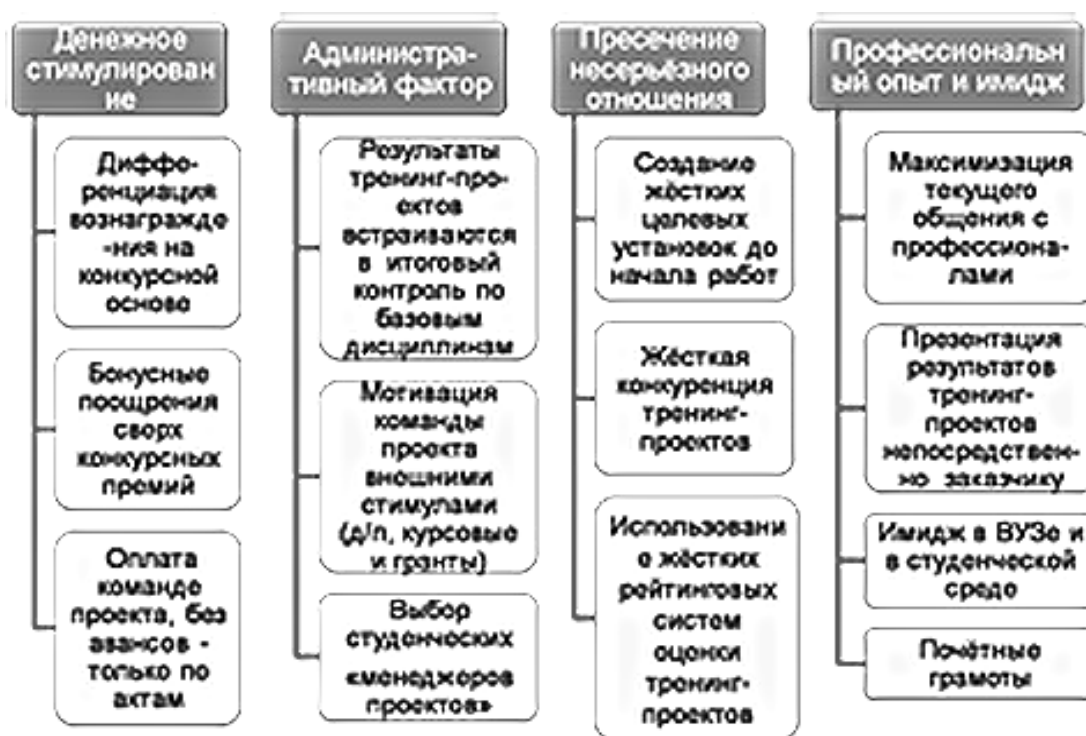 Денежное
стимулирован
ие
Диффе-
ренциация
вознагражде
-ния на
конкурсной
основе
Бонусные
поощрения
сверх
конкурсных
премий
Оплата
команде
проекта, без
авансов -
только по
актам
Администра-
тивный фактор
Результаты
тренинг-про-
ектов
встраиваются
в итоговый
контроль по
базовым
дисциплинам
Мотивация
команды
проекта
внешними
стимулами
(д/п, курсовые
и гранты)
Выбор
студенческих
«менеджеров
проектов»
Пресечение
несерьёзного
отношения
Создание
жёстких
целевых
установок до
начала работ
Жёсткая
конкуренция
тренинг-
проектов
Использовани
е жёстких
рейтинговых
систем
оценки
тренинг-
проектов
Профессиональн
ый опыт и имидж
Максимизация
текущего
общения с
профессиона-
лами
Презентация
результатов
тренинг-
проектов
непосредствен-
но заказчику
Имидж в ВУЗе и
в студенческой
среде
Почётные
грамоты